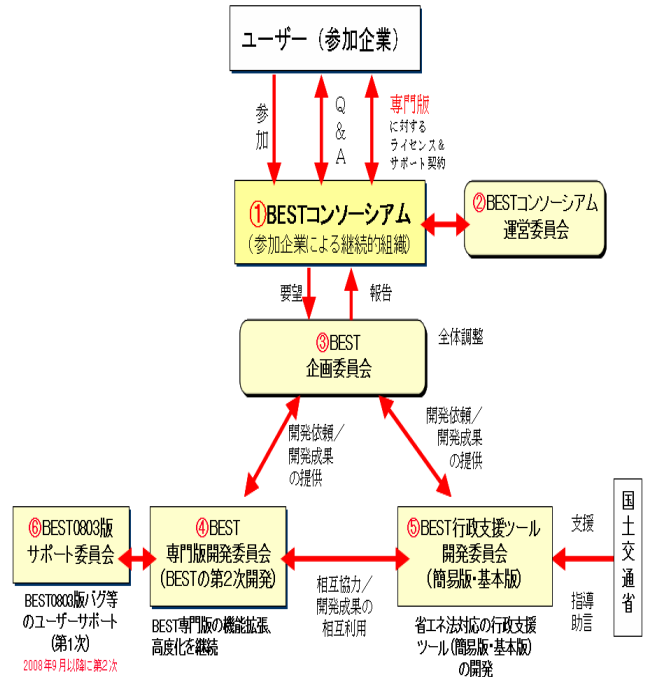 ユーザー（参加企業）
参加
Q&A
専門版
に対する
ライセンス&
サポート契約
①BESTコンソーシアム
(参加企業による継続的組織)
②BESTコンソーシアム
運営委員会
要望
報告
③BEST
企画委員会
全体調整
開発依頼／
開発成果
の提供
開発依頼／
開発成果
の提供
⑥BEST0803版
サポート委員会
④BEST
専門版開発委員会
(BESTの第2次開発)
⑤BEST行政支援ツール
開発委員会
(簡易版・基本版)
支援
国土交通省
指導
助言
相互協力／
開発成果の
相互利用
BEST0803版バグ等
のユーザーサポート
(第1次)
2008年9月以降に第2次
BEST専門版の機能拡張、
高度化を継続
省エネ法対応の行政支援
ツール(簡易版・基本版)
の開発